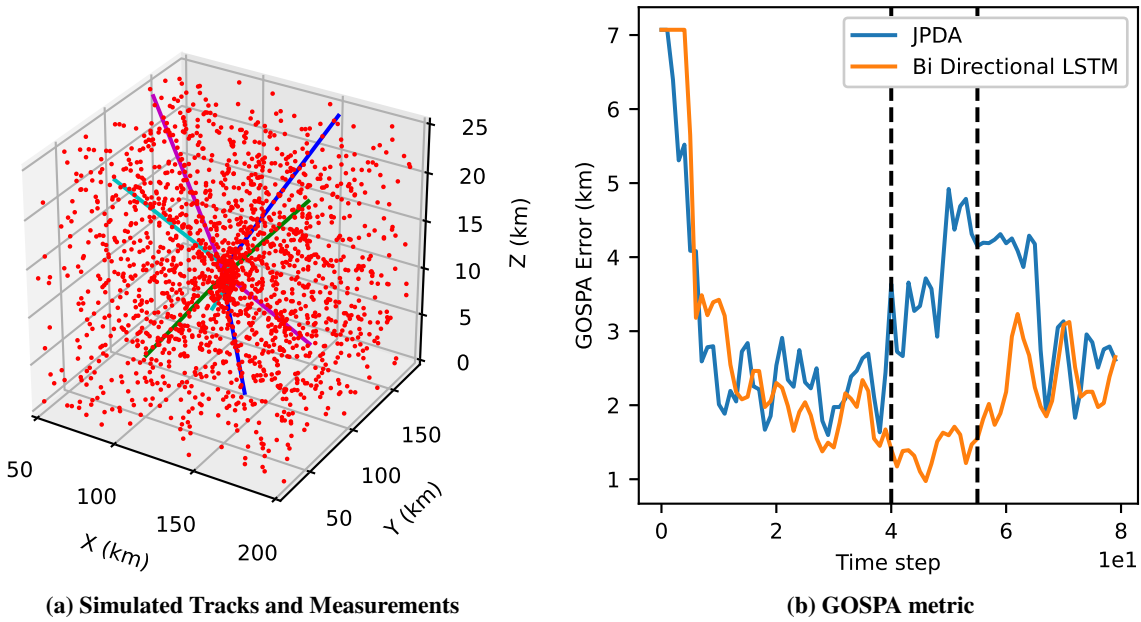 25
20
15
10
5
0
Z (km)
50
100
150
200
X (km)
50
100
150
Y (km)
(a) Simulated Tracks and Measurements
JPDA
Bi Directional LSTM
7
6
5
4
3
2
1
GOSPA Error (km)
0
2
4
6
8
1e1
Time step
(b) GOSPA metric